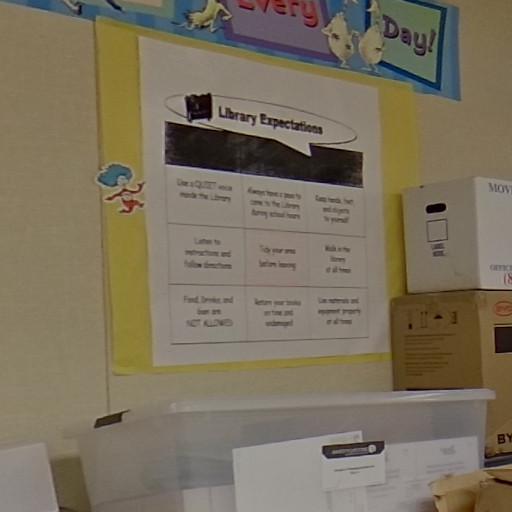 Every
Day!
Library Expectations
Use a QUIET voice
inside the Library
Always have a pass to
come to the Library
during school hours
Keep hands, feet,
and objects
to yourself
Listen to
instructions and
follow directions
Tidy your area
before leaving
Walk in the
library
at all times
Food, Drinks, and
Gum are
NOT ALLOWED
Return your books
on time and
undamaged
Use materials and
equipment properly
at all times
MOV
OFFIC
(8
BY